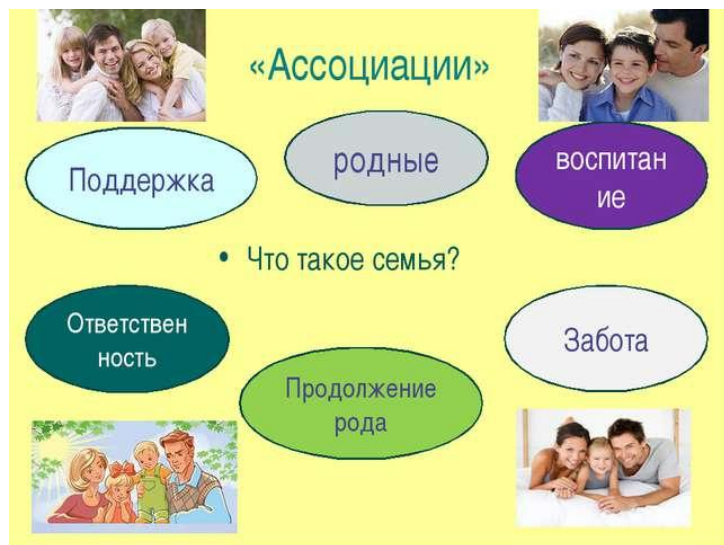 «Ассоциации»
Поддержка
родные
воспитан
ие
• Что такое семья?
Ответствен
ность
Продолжение
рода
Забота